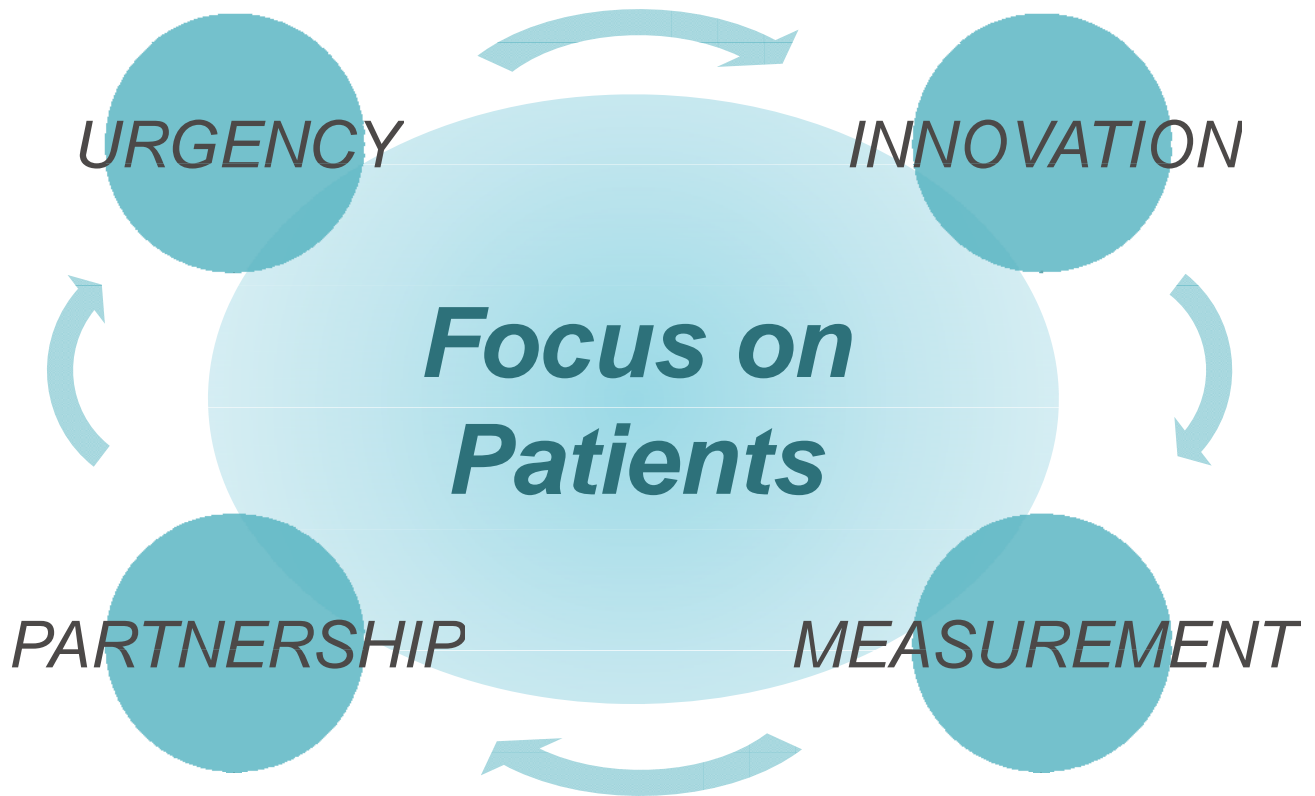 URGENCY
INNOVATION
Focus on
Patients
PARTNERSHIP
MEASUREMENT